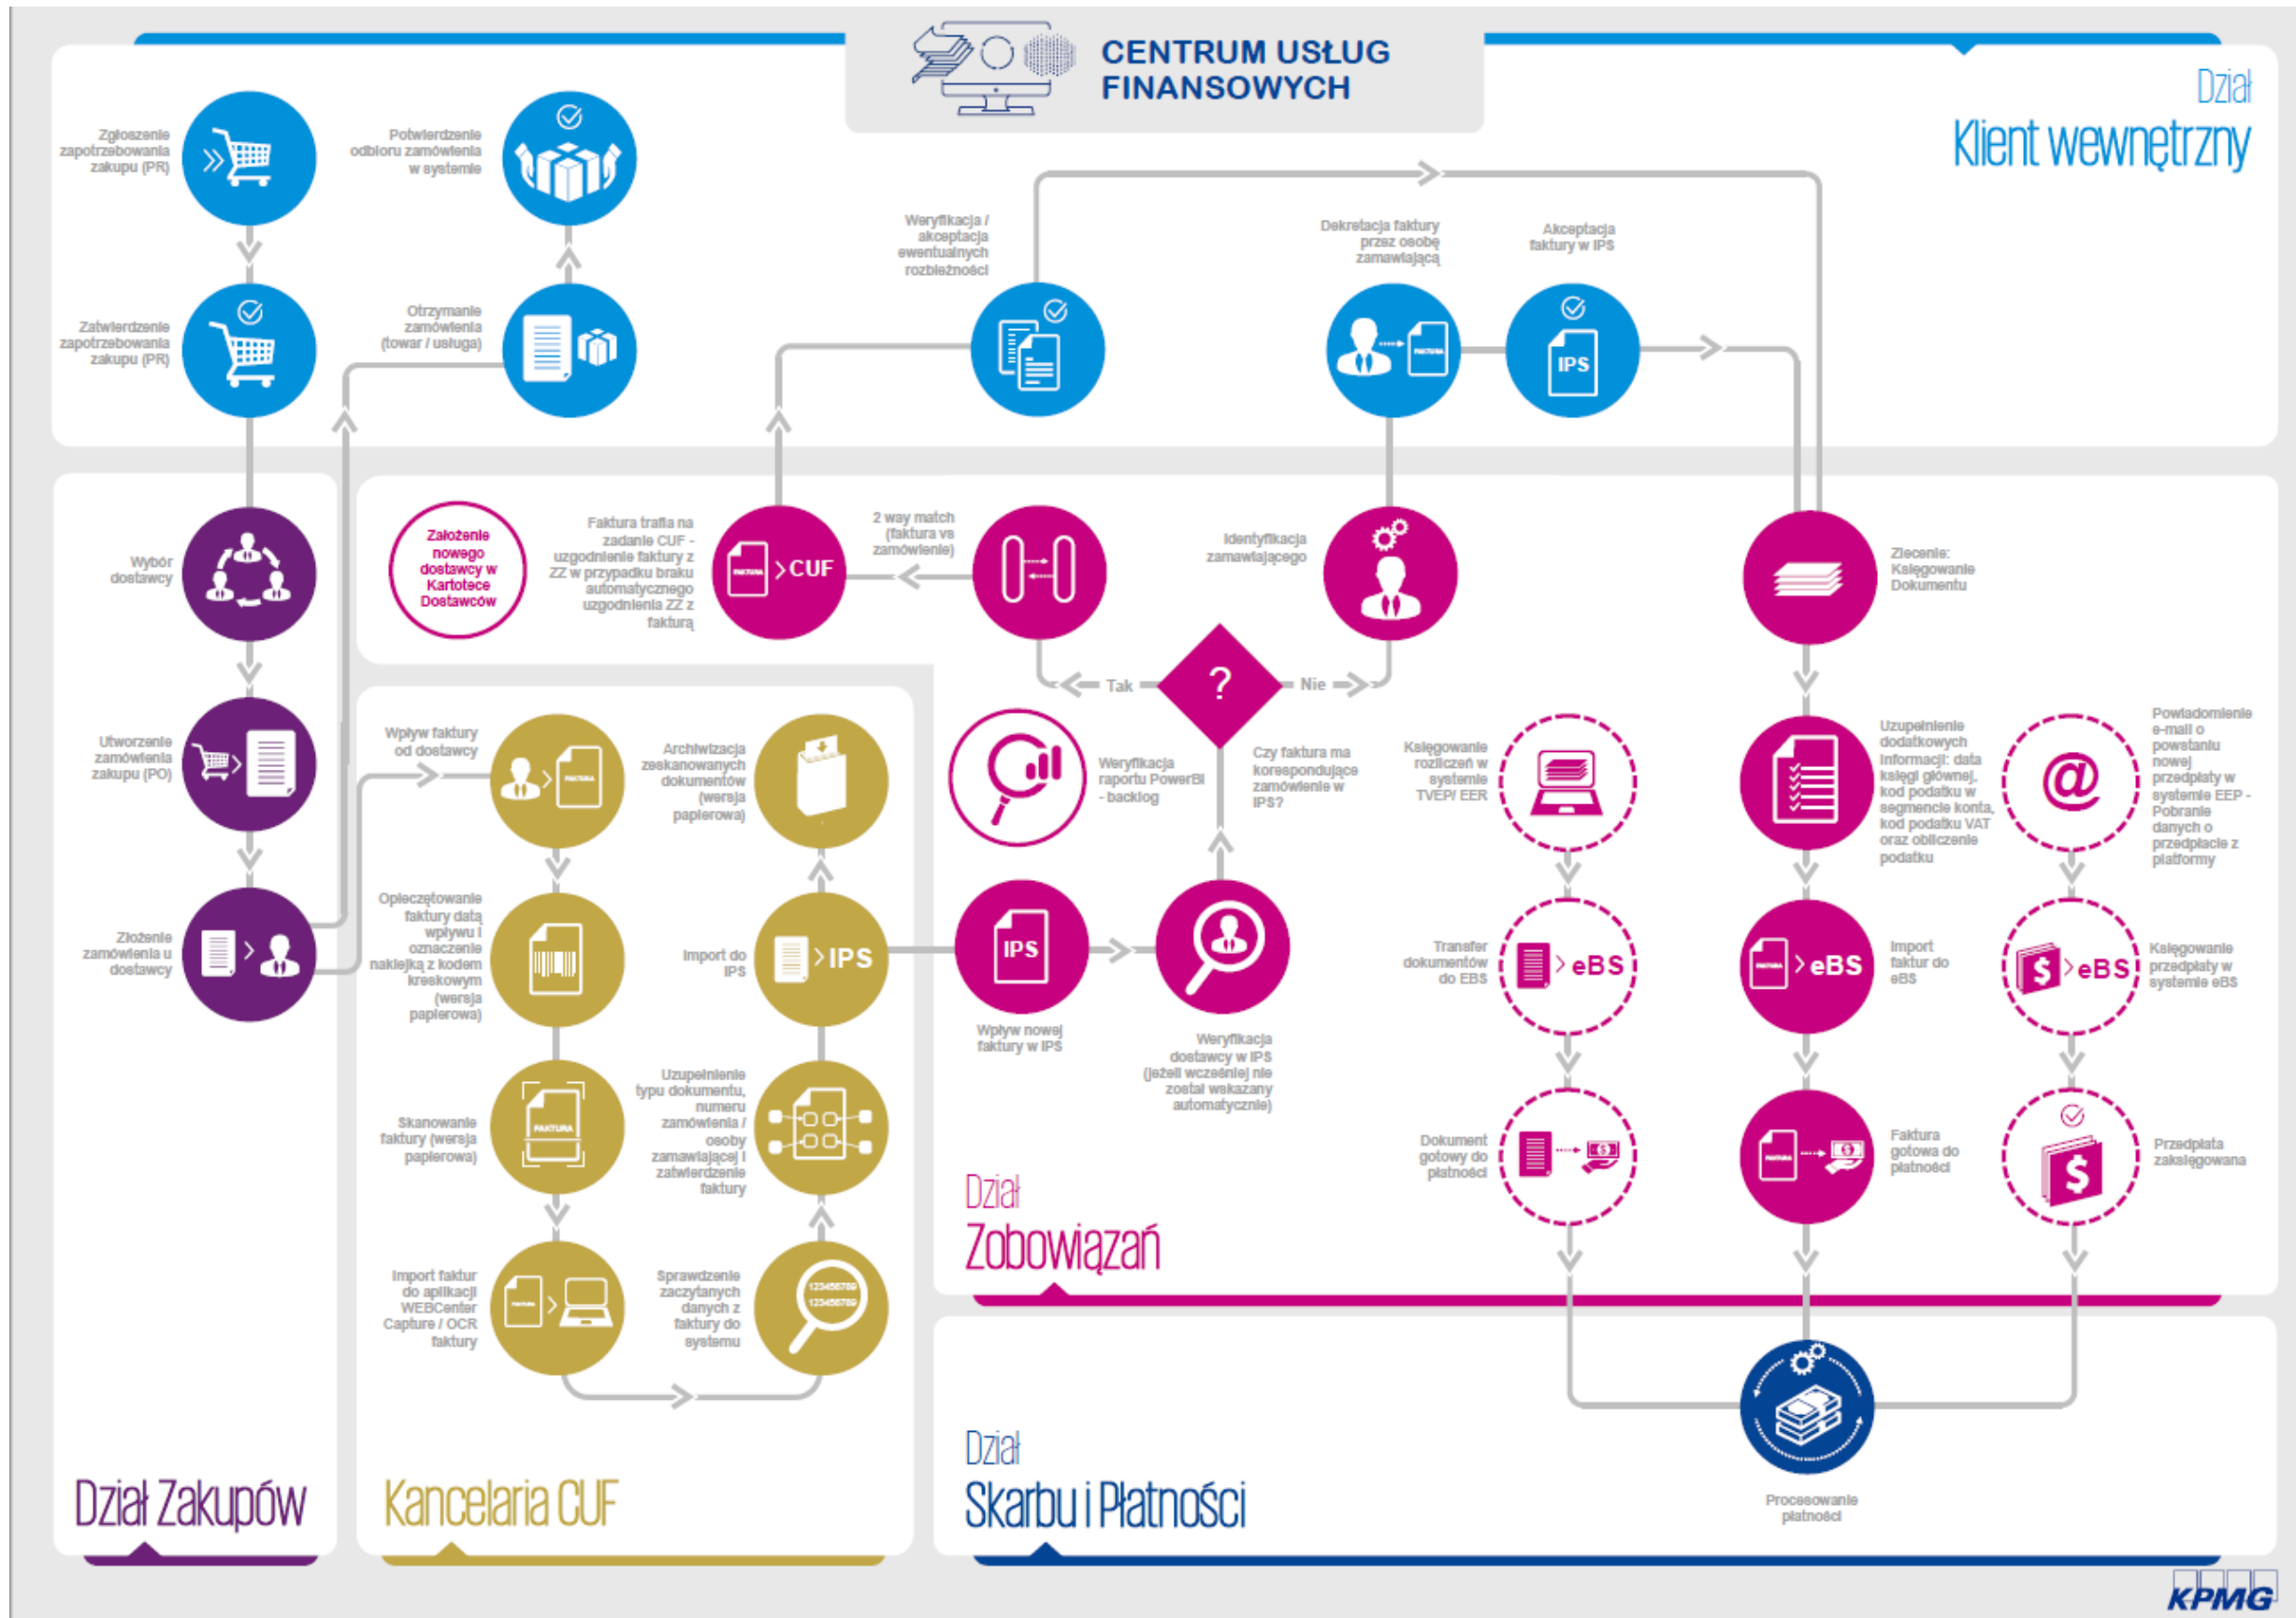 CENTRUM USŁUG
FINANSOWYCH
Dział
Klient wewnętrzny
Zgłoszenie
zapotrzebowania
zakupu (PR)
Potwierdzenie
odbioru zamówienia
w systemie
Zatwierdzenie
zapotrzebowania
zakupu (PR)
Otrzymanie
zamówienia
(towar / usługa)
Weryfikacja /
akceptacja
ewentualnych
rozbieżności
Dekretacja faktury
przez osobę
zamawiającą
FAKTURA
Akceptacja
faktury w IPS
IPS
Wybór
dostawcy
Utworzenie
zamówienia
zakupu (PO)
Złożenie
zamówienia u
dostawcy
Dział Zakupów
Założenie
nowego
dostawcy w
Kartotece
Dostawców
Faktura trafia na
zadanie CUF -
uzgodnienie faktury z
ZZ w przypadku braku
automatycznego
uzgodnienia ZZ z
fakturą
FAKTURA
CUF
2 way match
(faktura vs
zamówienie)
Identyfikacja
zamawiającego
Zlecenie:
Księgowanie
Dokumentu
Tak
?
Nie
Weryfikacja
raportu PowerBI
- backlog
Czy faktura ma
korespondujące
zamówienie w
IPS?
IPS
Wpływ nowej
faktury w IPS
Weryfikacja
dostawcy w IPS
(jeżeli wcześniej nie
został wskazany
automatycznie)
Księgowanie
rozliczeń w
systemie
TVEP/ EER
Transfer
dokumentów
do EBS
eBS
Dokument
gotowy do
płatności
Uzupełnienie
dodatkowych
informacji: data
księgi głównej,
kod podatku w
segmencie konta,
kod podatku VAT
oraz obliczenie
podatku
FAKTURA
eBS
Import
faktur do
eBS
FAKTURA
Faktura
gotowa do
płatności
@
Powiadomienie
e-mail o
powstaniu
nowej
przedpłaty w
systemie EEP -
Pobranie
danych o
przedpłacie z
platformy
$
eBS
Księgowanie
przedpłaty w
systemie eBS
$
Przedpłata
zaksięgowana
Dział
Zobowiązań
Wpływ faktury
od dostawcy
FAKTURA
Opieczętowanie
faktury datą
wpływu i
oznaczenie
naklejką z kodem
kreskowym
(wersja
papierowa)
Skanowanie
faktury (wersja
papierowa)
FAKTURA
Import faktur
do aplikacji
WEBCenter
Capture / OCR
faktury
FAKTURA
Sprawdzenie
zaczytanych
danych z
faktury do
systemu
123456789
123456789
Uzupełnienie
typu dokumentu,
numeru
zamówienia /
osoby
zamawiającej i
zatwierdzenie
faktury
Import do
IPS
IPS
Archiwizacja
zeskanowanych
dokumentów
(wersja
papierowa)
Kancelaria CUF
Dział
Skarbu i Płatności
Procesowanie
płatności
KPMG